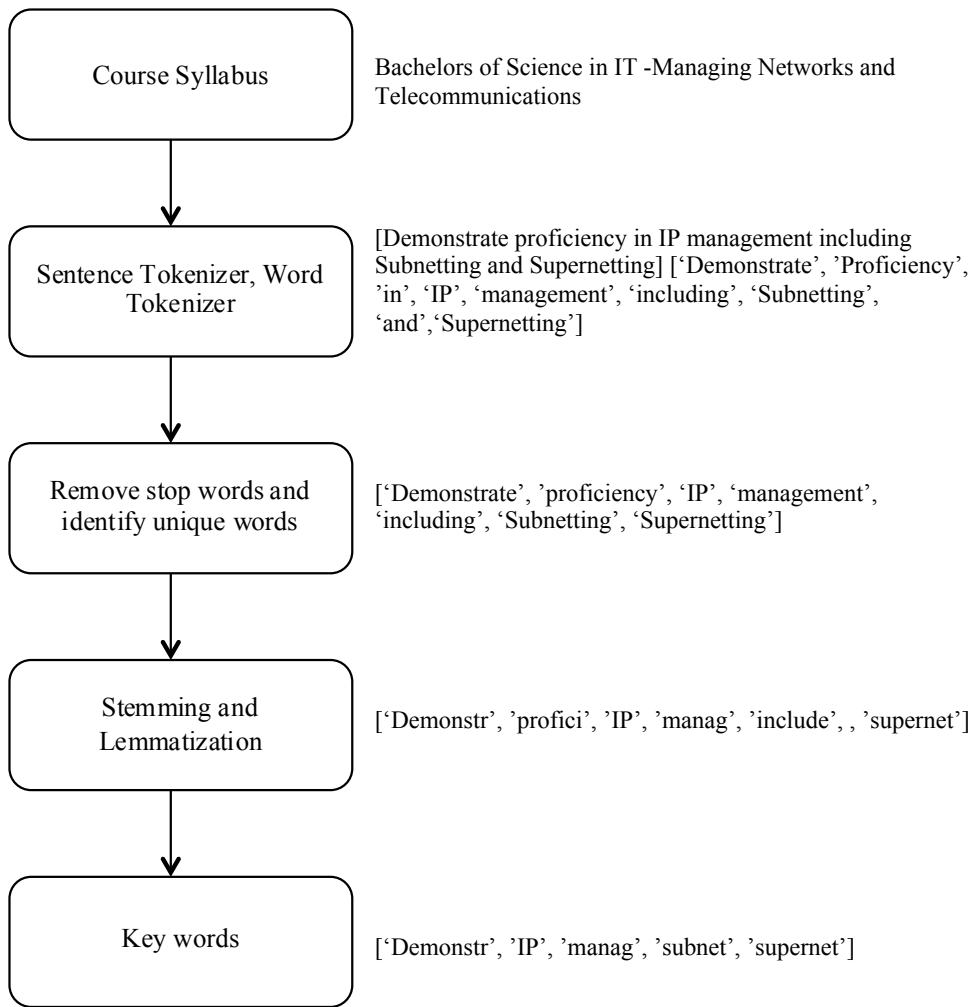 Course Syllabus
Bachelors of Science in IT -Managing Networks and
Telecommunications
Sentence Tokenizer, Word
Tokenizer
[Demonstrate proficiency in IP management including
Subnetting and Supernetting] [‘Demonstrate’, ’Proficiency’,
’in’, ‘IP’, ‘management’, ‘including’, ‘Subnetting’,
‘and’,‘Supernetting’]
Remove stop words and
identify unique words
[‘Demonstrate’, ’proficiency’, ‘IP’, ‘management’,
‘including’, ‘Subnetting’, ‘Supernetting’]
Stemming and
Lemmatization
[‘Demonstr’, ’profici’, ’IP’, ’manag’, ’include’, , ’supernet’]
Key words
[‘Demonstr’, ’IP’, ’manag’, ’subnet’, ’supernet’]